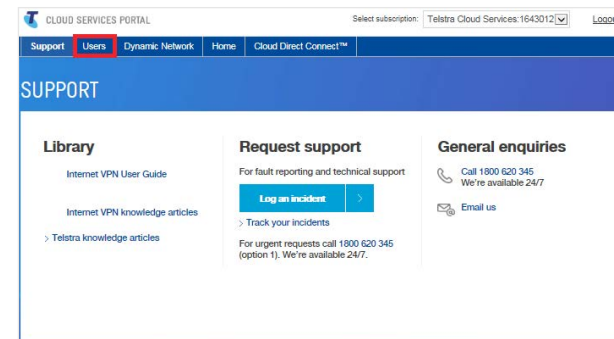 CLOUD SERVICES PORTAL
Select subscription: Telstra Cloud Services:1643012
Support Users Dynamic Network Home Cloud Direct Connect™
SUPPORT
Library
Internet VPN User Guide
Internet VPN knowledge articles
> Telstra knowledge articles
Request support
For fault reporting and technical support
Log an incident >
> Track your incidents
For urgent requests call 1800 620 345
(option 1). We're available 24/7.
General enquiries
Call 1800 620 345
We're available 24/7
Email us